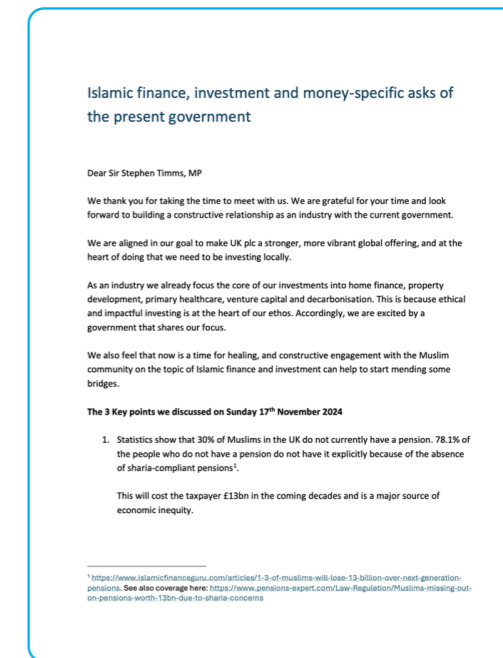 Islamic finance, investment and money-specific asks of
the present government
Dear Sir Stephen Timms, MP
We thank you for taking the time to meet with us. We are grateful for your time and look
forward to building a constructive relationship as an industry with the current government.
We are aligned in our goal to make UK plc a stronger, more vibrant global offering, and at the
heart of doing that we need to be investing locally.
As an industry we already focus the core of our investments into home finance, property
development, primary healthcare, venture capital and decarbonisation. This is because ethical
and impactful investing is at the heart of our ethos. Accordingly, we are excited by a
government that shares our focus.
We also feel that now is a time for healing, and constructive engagement with the Muslim
community on the topic of Islamic finance and investment can help to start mending some
bridges.
The 3 Key points we discussed on Sunday 17th November 2024
1. Statistics show that 30% of Muslims in the UK do not currently have a pension. 78.1% of
the people who do not have a pension do not have it explicitly because of the absence
of sharia-compliant pensions1.
This will cost the taxpayer £13bn in the coming decades and is a major source of
economic inequity.
1 https://www.islamicfinanceguru.com/articles/1-3-of-muslims-will-lose-13-billion-over-next-generation-
pensions. See also coverage here: https://www.pensions-expert.com/Law-Regulation/Muslims-missing-out-
on-pensions-worth-13bn-due-to-sharia-concerns